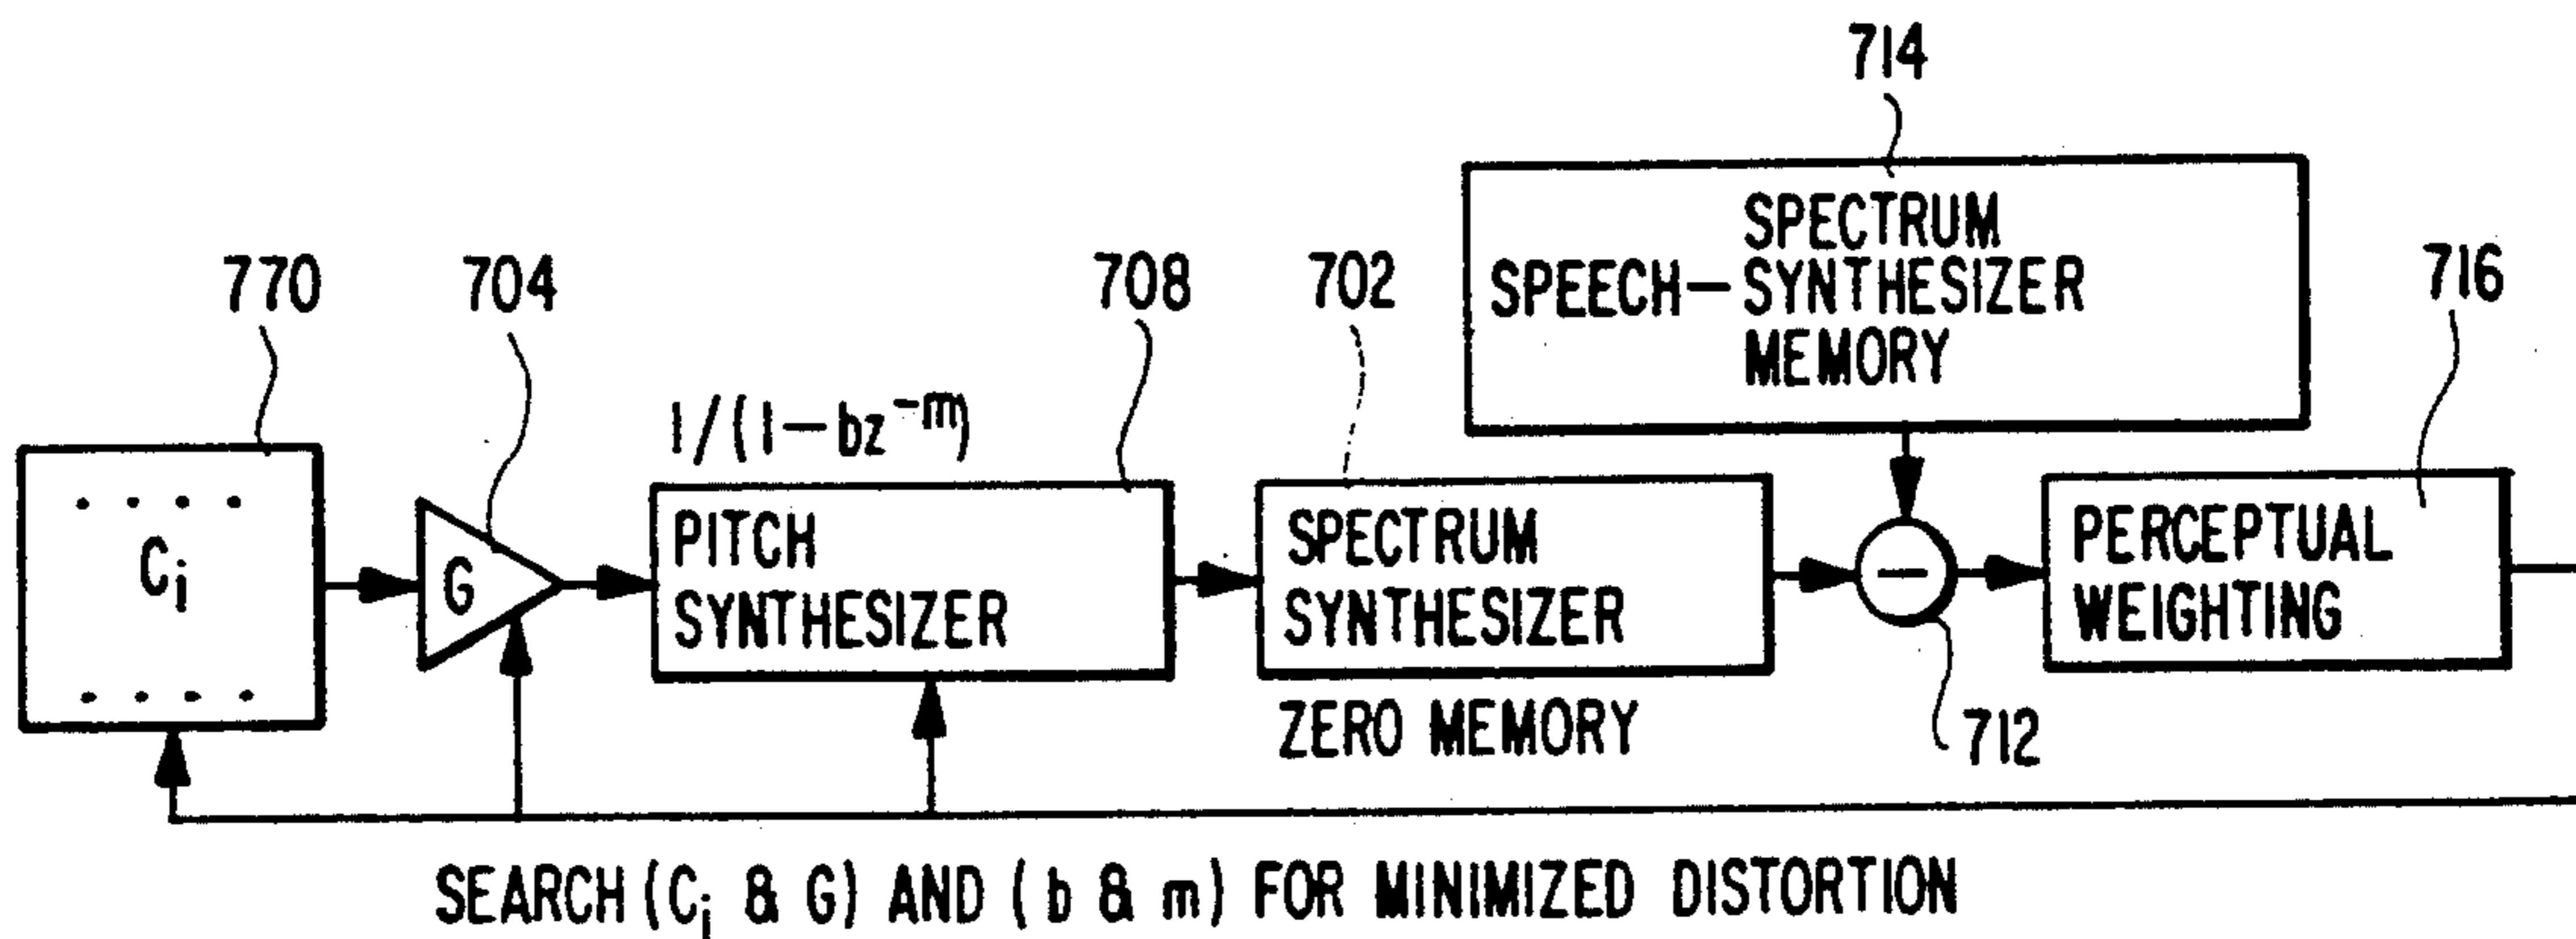 714
770
704
708
702
716
SPECTRUM
SPEECH — SYNTHESIZER
MEMORY
1/(1-bz⁻ᵐ)
Cᵢ
G
PITCH
SYNTHESIZER
SPECTRUM
SYNTHESIZER
ZERO MEMORY
—
712
PERCEPTUAL
WEIGHTING
SEARCH (Cᵢ & G) AND (b & m) FOR MINIMIZED DISTORTION